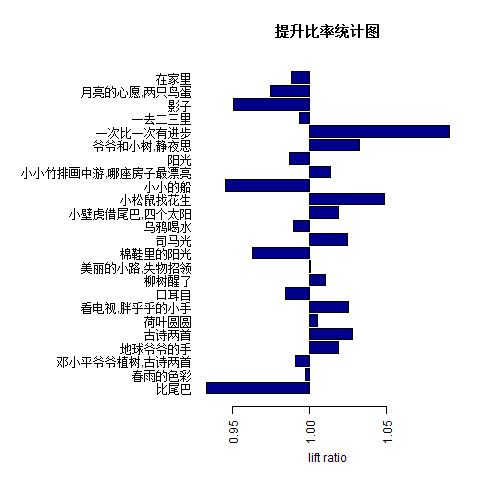 提升比率统计图
在家里
月亮的心愿,两只鸟蛋
影子
一去二三里
一次比一次有进步
爷爷和小树,静夜思
阳光
小小竹排画中游,哪座房子最漂亮
小小的船
小松鼠找花生
小壁虎借尾巴,四个太阳
乌鸦喝水
司马光
棉鞋里的阳光
美丽的小路,失物招领
柳树醒了
口耳目
看电视,胖乎乎的小手
荷叶圆圆
古诗两首
地球爷爷的手
邓小平爷爷植树,古诗两首
春雨的色彩
比尾巴
0.95 1.00 1.05
lift ratio